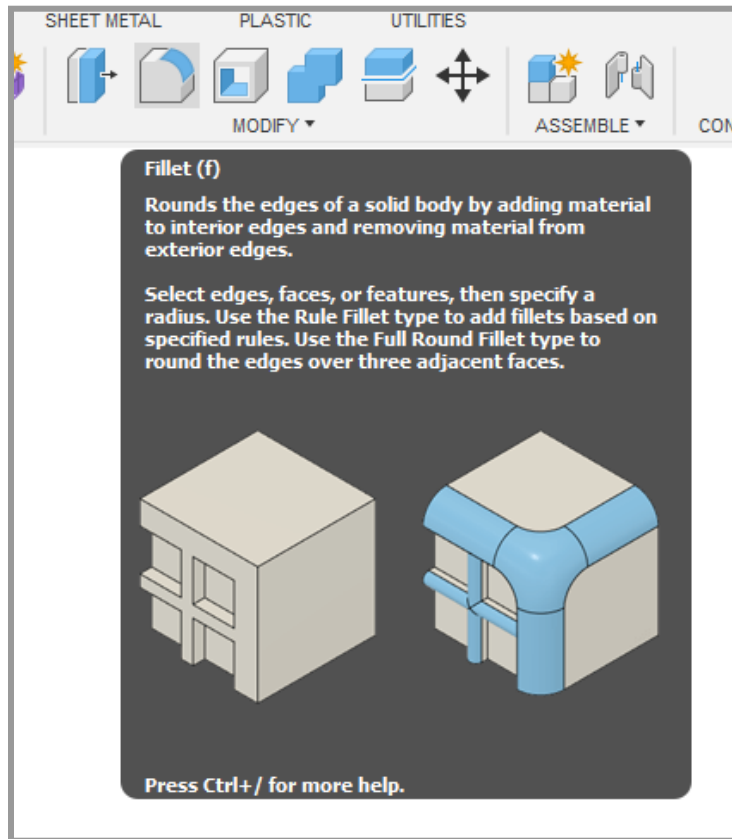 SHEET METAL PLASTIC UTILITIES
MODIFY ▾ ASSEMBLE ▾ CON
Fillet (f)
Rounds the edges of a solid body by adding material
to interior edges and removing material from
exterior edges.
Select edges, faces, or features, then specify a
radius. Use the Rule Fillet type to add fillets based on
specified rules. Use the Full Round Fillet type to
round the edges over three adjacent faces.
Press Ctrl+/ for more help.